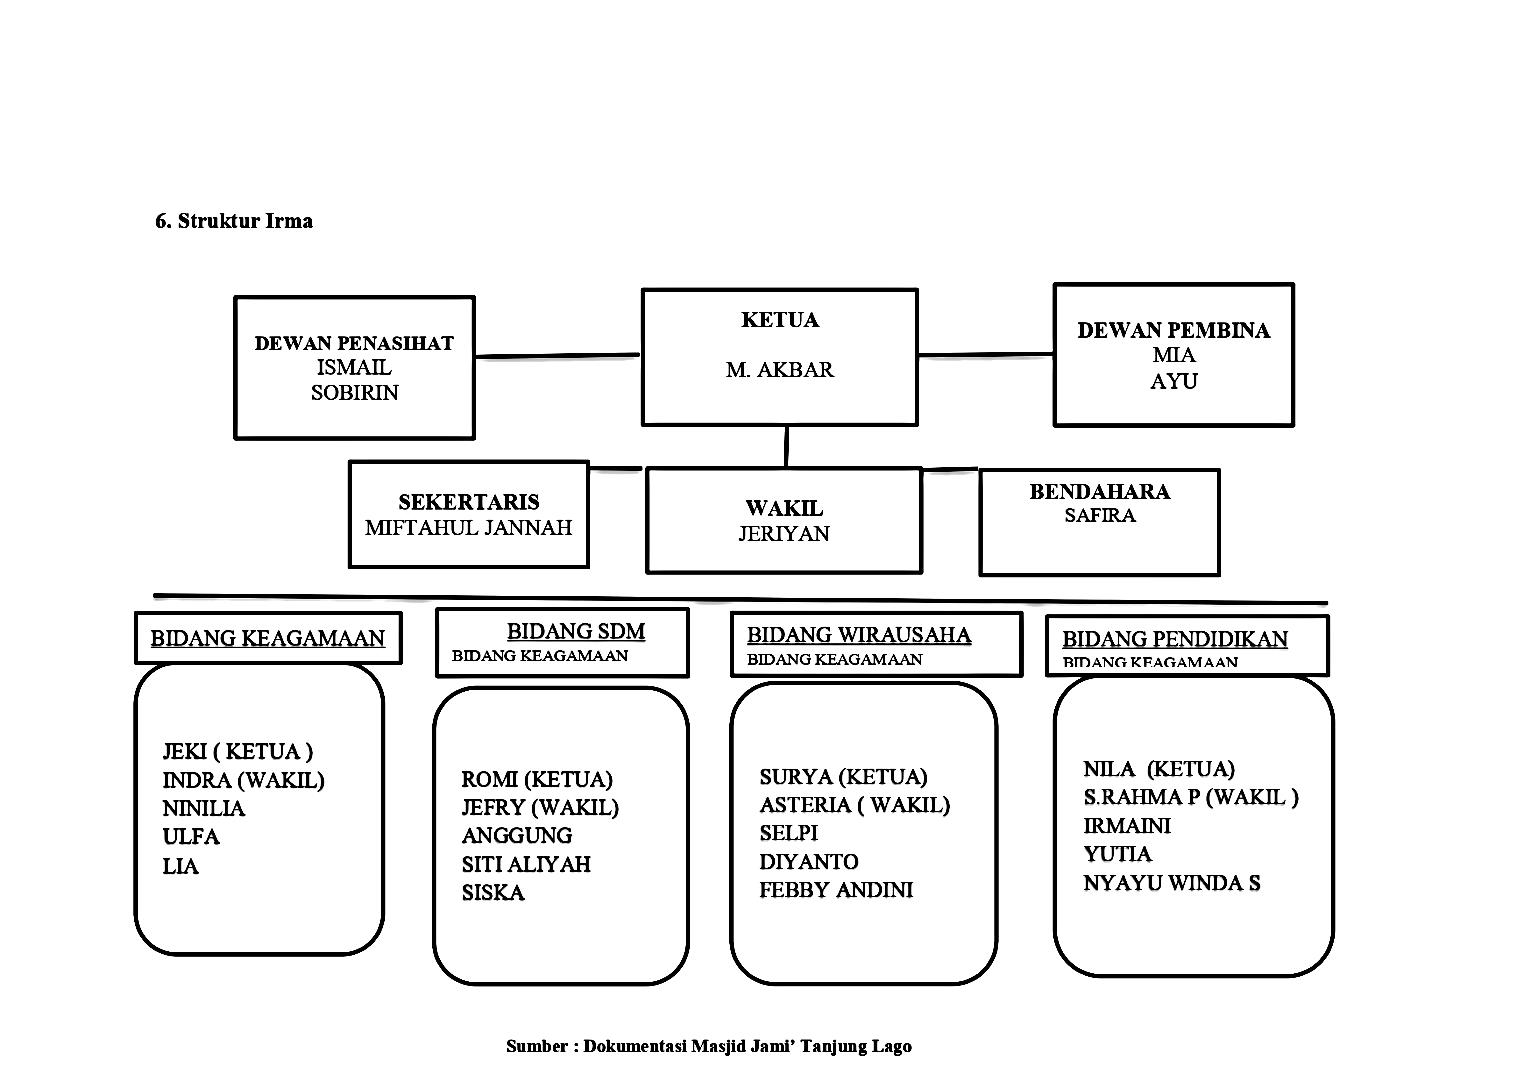 6. Struktur Irma
DEWAN PENASIHAT
ISMAIL
SOBIRIN
KETUA
M. AKBAR
DEWAN PEMBINA
MIA
AYU
SEKERTARIS
MIFTAHUL JANNAH
WAKIL
JERIYAN
BENDAHARA
SAFIRA
BIDANG KEAGAMAAN
JEKI ( KETUA )
INDRA (WAKIL)
NINILIA
ULFA
LIA
BIDANG SDM
BIDANG KEAGAMAAN
ROMI (KETUA)
JEFRY (WAKIL)
ANGGUNG
SITI ALIYAH
SISKA
BIDANG WIRAUSAHA
BIDANG KEAGAMAAN
SURYA (KETUA)
ASTERIA ( WAKIL)
SELPI
DIYANTO
FEBBY ANDINI
BIDANG PENDIDIKAN
BIDANG KEAGAMAAN
NILA (KETUA)
S.RAHMA P (WAKIL )
IRMAINI
YUTIA
NYAYU WINDA S
Sumber : Dokumentasi Masjid Jami’ Tanjung Lago